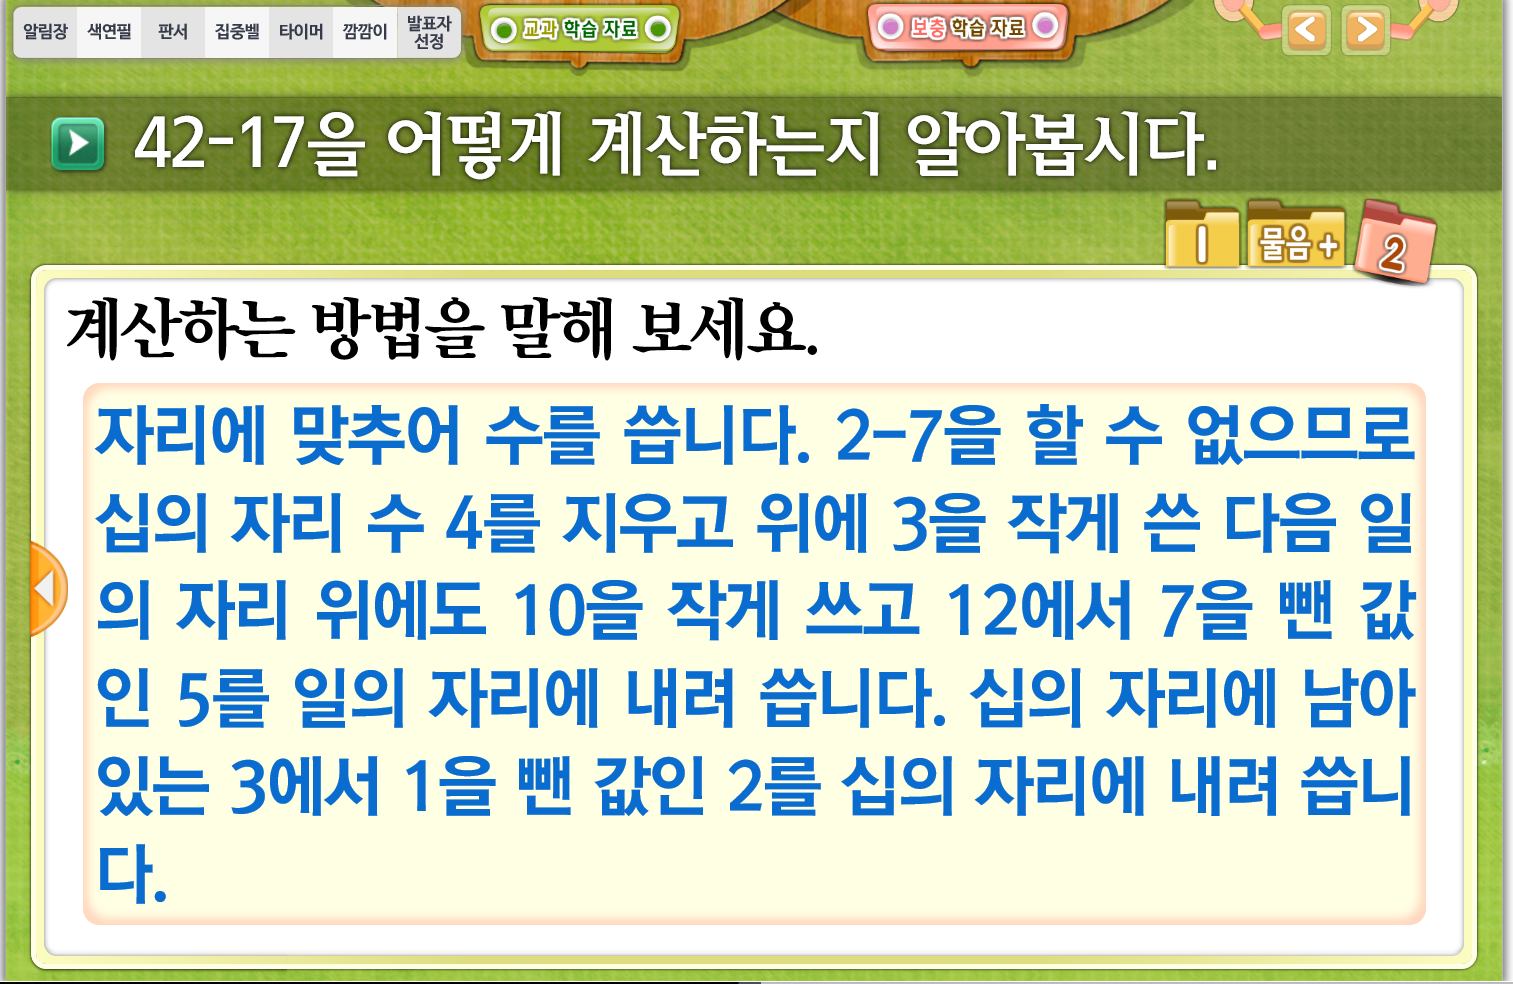 알림장 색연필 판서 집중벨 타이머 깜깜이 발표자
선정
교과 학습 자료 보충 학습 자료
42-17을 어떻게 계산하는지 알아봅시다.
1 물음+ 2
계산하는 방법을 말해 보세요.
자리에 맞추어 수를 씁니다. 2-7을 할 수 없으므로
십의 자리 수 4를 지우고 위에 3을 작게 쓴 다음 일
의 자리 위에도 10을 작게 쓰고 12에서 7을 뺀 값
인 5를 일의 자리에 내려 씁니다. 십의 자리에 남아
있는 3에서 1을 뺀 값인 2를 십의 자리에 내려 씁니
다.